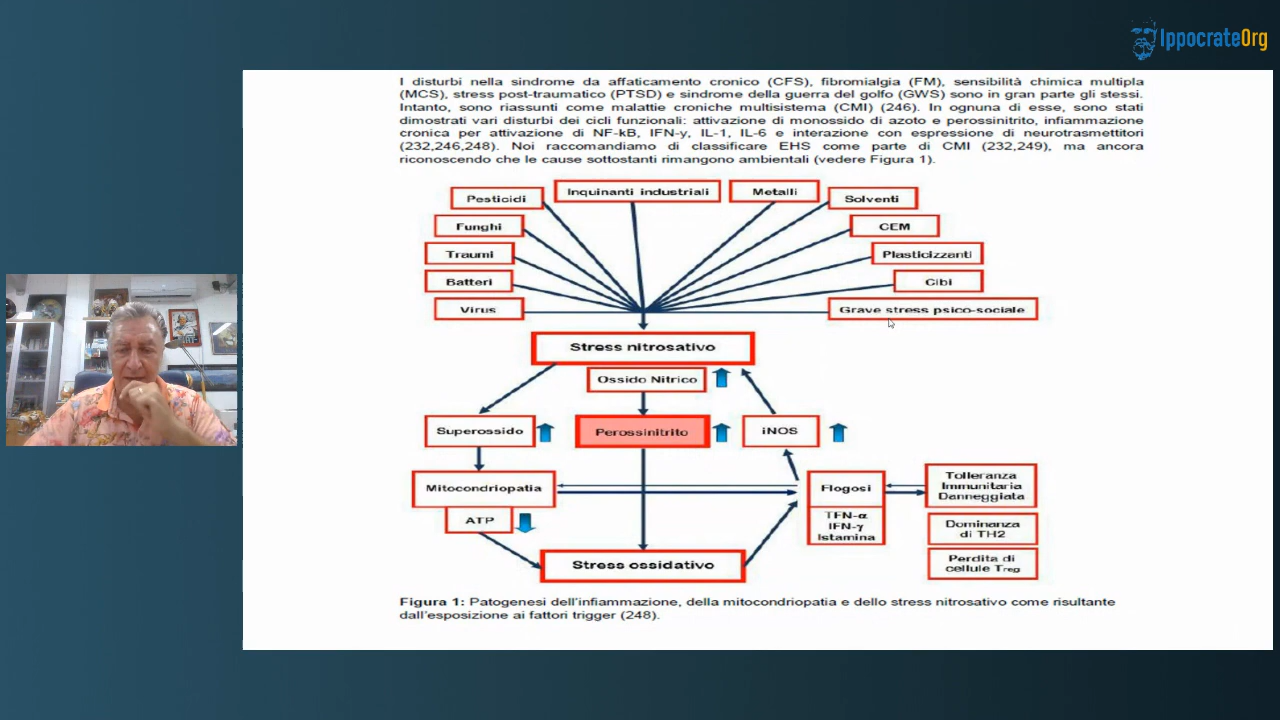 IppocrateOrg
I disturbi nella sindrome da affaticamento cronico (CFS), fibromialgia (FM), sensibilità chimica multipla
(MCS), stress post-traumatico (PTSD) e sindrome della guerra del golfo (GWS) sono in gran parte gli stessi.
Intanto, sono riassunti come malattie croniche multisistema (CMI) (246). In ognuna di esse, sono stati
dimostrati vari disturbi dei cicli funzionali: attivazione di monossido di azoto e perossinitrito, infiammazione
cronica per attivazione di NF-kB, IFN-y, IL-1, IL-6 e interazione con espressione di neurotrasmettitori
(232,246,248). Noi raccomandiamo di classificare EHS come parte di CMI (232,249), ma ancora
riconoscendo che le cause sottostanti rimangono ambientali (vedere Figura 1).
Pesticidi
Inquinanti industriali
Metalli
Solventi
Funghi
CEM
Traumi
Plasticizzanti
Batteri
Cibi
Virus
Grave stress psico-sociale
Stress nitrosativo
Ossido Nitrico
Superossido
Perossinitrito
iNOS
Mitocondriopatia
Flogosi
Tolleranza
Immunitaria
Danneggiata
ATP
TFN-α
IFN-γ
Istamina
Dominanza
di TH2
Stress ossidativo
Perdita di
cellule Treg
Figura 1: Patogenesi dell'infiammazione, della mitocondriopatia e dello stress nitrosativo come risultante
dall'esposizione ai fattori trigger (248).